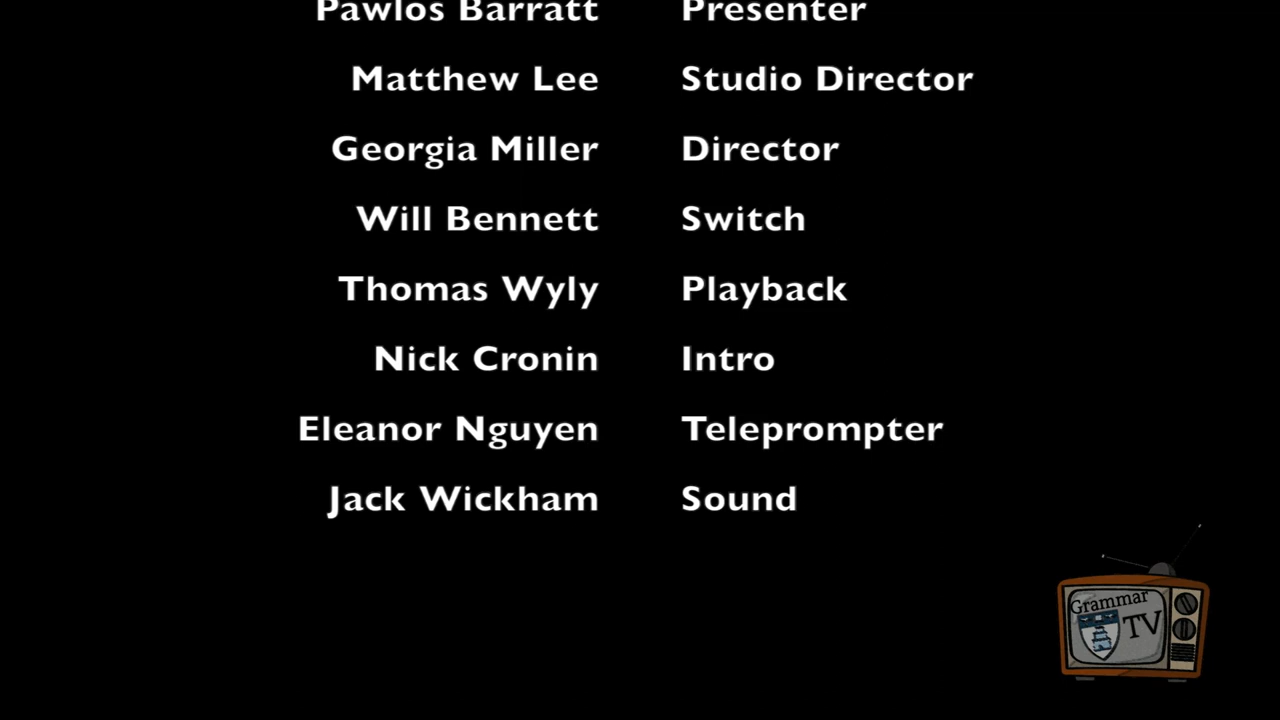 Pawlos Barratt Presenter
Matthew Lee Studio Director
Georgia Miller Director
Will Bennett Switch
Thomas Wyly Playback
Nick Cronin Intro
Eleanor Nguyen Teleprompter
Jack Wickham Sound
Grammar
TV